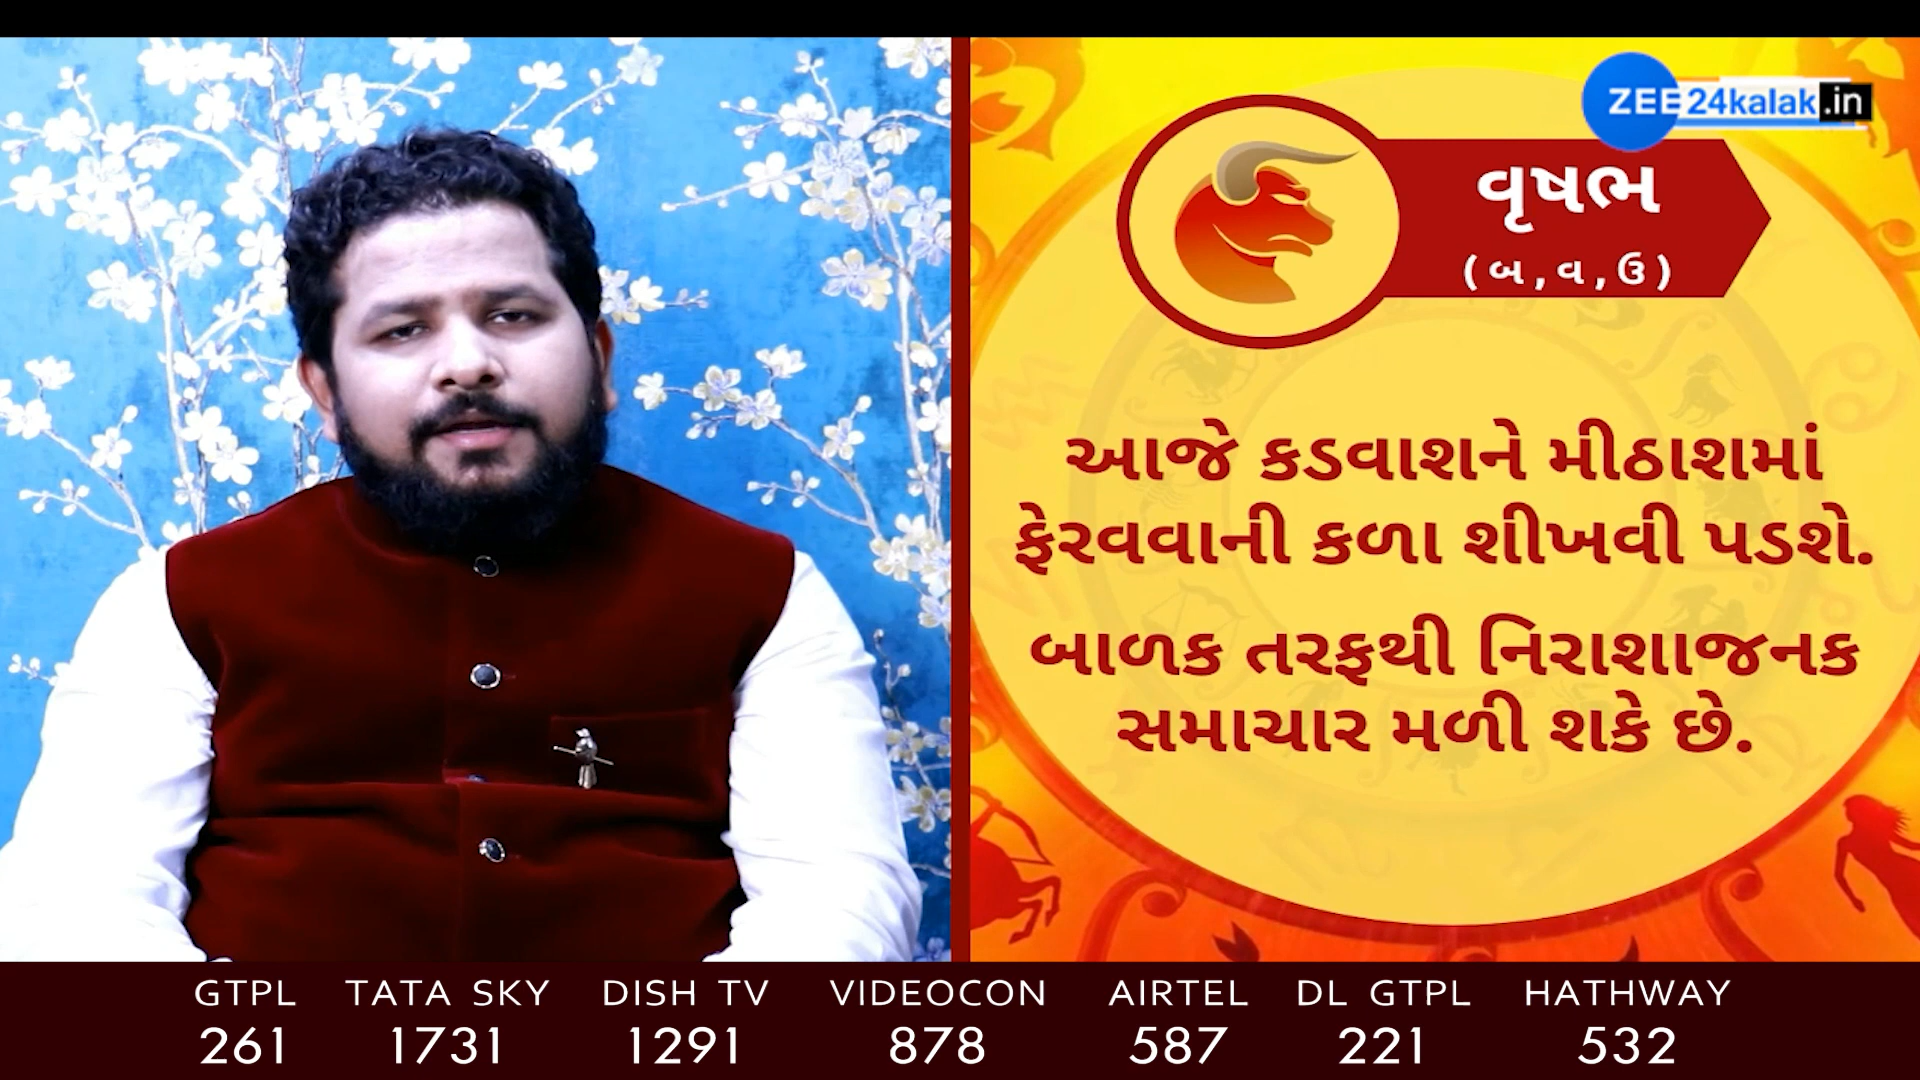 ZEE24kalak.in
વૃષભ
(બ,વ,ઉ)
આજે કડવાશને મીઠાશમાં
ફેરવવાની કળા શીખવી પડશે.
બાળક તરફથી નિરાશાજનક
સમાચાર મળી શકે છે.
GTPL TATA SKY DISH TV VIDEOCON AIRTEL DL GTPL HATHWAY
261 1731 1291 878 587 221 532